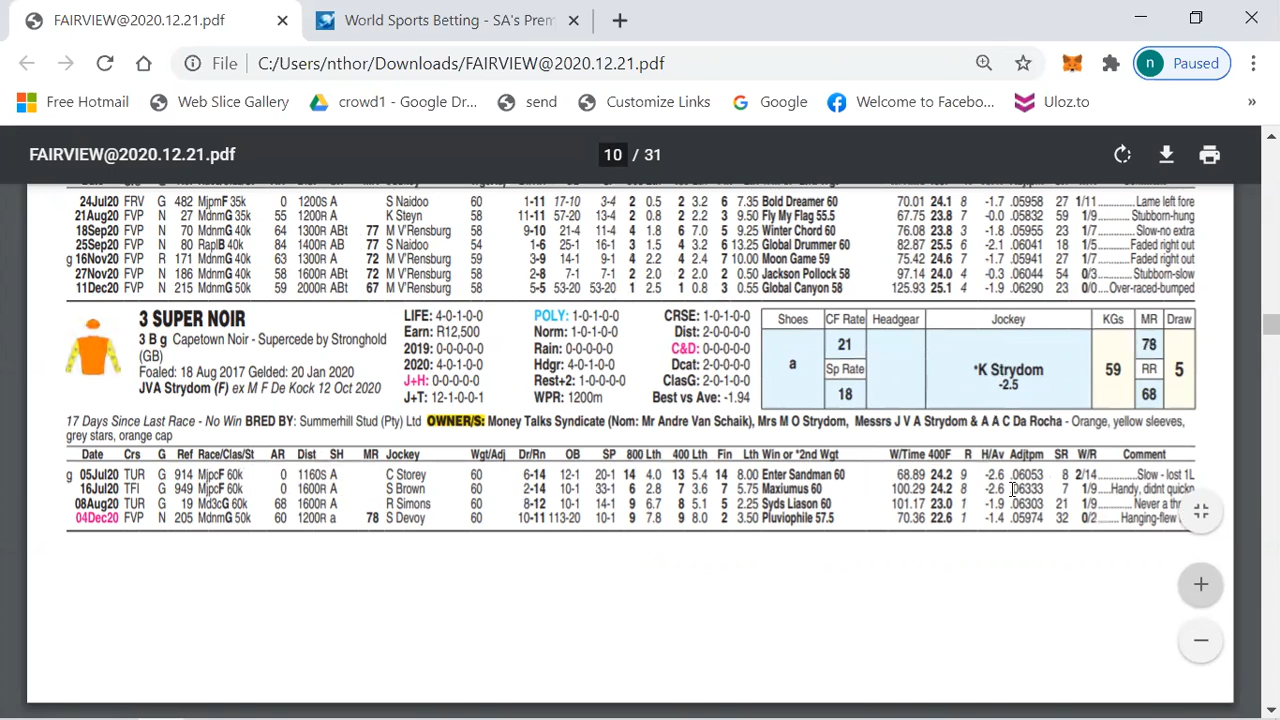 FAIRVIEW@2020.12.21.pdf
World Sports Betting - SA's Prem
File C:/Users/nthor/Downloads/FAIRVIEW@2020.12.21.pdf
n Paused
Free Hotmail Web Slice Gallery crowd1 - Google Dr... send Customize Links Google Welcome to Facebo... Uloz.to »
FAIRVIEW@2020.12.21.pdf 10 / 31
24Jul20 FRV G 482 MjpmF 35k 0 1200S A S Naidoo 60 1-11 17-10 3-4 2 0.5 2 3.2 6 7.35 Bold Dreamer 60 70.01 24.1 8 -1.7 .05958 27 1/11 Lame left fore
21Aug20 FVP N 27 MdnmG 35k 55 1200R A K Steyn 58 11-11 57-20 13-4 2 0.8 2 2.2 3 9.50 Fly My Flag 55.5 67.75 23.8 1 -0.0 .05832 59 1/9 Stubborn-hung
18Sep20 FVP N 70 MdnmG 35k 64 1300R ABt 77 M V'Rensburg 58 9-10 21-4 11-4 4 1.8 6 7.0 5 9.25 Winter Chord 60 76.08 23.8 3 -1.8 .05955 23 1/7 Slow-no extra
25Sep20 FVP N 80 RaplB 40k 84 1400R ABt 77 S Naidoo 54 1-6 25-1 16-1 3 1.5 4 3.2 6 13.25 Global Drummer 60 82.87 25.5 6 -2.1 .06041 18 1/5 Faded right out
g 16Nov20 FVP R 171 MdnmG 40k 63 1300R ABt 72 M V'Rensburg 59 3-9 14-1 9-1 4 2.2 4 2.4 7 10.00 Moon Game 59 75.42 24.6 7 -1.7 .05941 27 1/7 Faded right out
27Nov20 FVP N 186 MdnmG 40k 58 1600R ABt 72 M V'Rensburg 58 2-8 7-1 7-1 2 2.0 2 2.0 2 0.50 Jackson Pollock 58 97.14 24.0 4 -0.3 .06044 54 0/3 Stubborn-slow
11Dec20 FVP N 215 MdnmG 50k 59 2000R ABt 67 M V'Rensburg 58 5-5 53-20 53-20 1 2.5 1 0.8 3 0.55 Global Canyon 58 125.93 25.1 4 -1.9 .06290 23 0/0 Over-raced-bumped
3 SUPER NOIR
3 B g Capetown Noir - Supercede by Stronghold
(GB)
Foaled: 18 Aug 2017 Gelded: 20 Jan 2020
JVA Strydom (F) ex M F De Kock 12 Oct 2020
LIFE: 4-0-1-0-0 POLY: 1-0-1-0-0 CRSE: 1-0-1-0-0
Earn: R12,500 Norm: 1-0-1-0-0 Dist: 2-0-0-0-0
2019: 0-0-0-0-0 Rain: 0-0-0-0-0 C&D: 0-0-0-0-0
2020: 4-0-1-0-0 Hdgr: 4-0-1-0-0 Dcat: 2-0-0-0-0
J+H: 0-0-0-0-0 Rest+2: 1-0-0-0-0 ClasG: 2-0-1-0-0
J+T: 12-1-0-0-1 WPR: 1200m Best vs Ave: -1.94
Shoes CF Rate Headgear Jockey KGs MR Draw
a 21 *K Strydom 59 78 5
Sp Rate -2.5 RR
18 68
17 Days Since Last Race - No Win BRED BY: Summerhill Stud (Pty) Ltd OWNER/S: Money Talks Syndicate (Nom: Mr Andre Van Schaik), Mrs M O Strydom, Messrs J V A Strydom & A A C Da Rocha - Orange, yellow sleeves,
grey stars, orange cap
Date Crs G Ref Race/Clas/St AR Dist SH MR Jockey Wgt/Adj Dr/Rn OB SP 800 Lth 400 Lth Fin Lth Win or *2nd Wgt W/Time 400F R H/Av Adjtpm SR W/R Comment
g 05Jul20 TUR G 914 MjpcF 60k 0 1160S A C Storey 60 6-14 12-1 20-1 14 4.0 13 5.4 14 8.00 Enter Sandman 60 68.89 24.2 9 -2.6 .06053 8 2/14 Slow - lost 1L
16Jul20 TFI G 949 MjpcF 60k 0 1600R A S Brown 60 2-14 10-1 33-1 6 2.8 7 3.6 7 5.75 Maxiumus 60 100.29 24.2 8 -2.6 .06333 7 1/9 Handy, didnt quickn
08Aug20 TUR G 19 Md3cG 60k 68 1600R A R Simons 60 8-12 10-1 14-1 9 6.7 8 5.1 5 2.25 Syds Liason 60 101.17 23.0 1 -1.9 .06303 21 1/9 Never a thr
04Dec20 FVP N 205 MdnmG 50k 60 1200R a 78 S Devoy 60 10-11 113-20 10-1 9 7.8 9 8.0 2 3.50 Pluviophile 57.5 70.36 22.6 1 -1.4 .05974 32 0/2 Hanging-flew